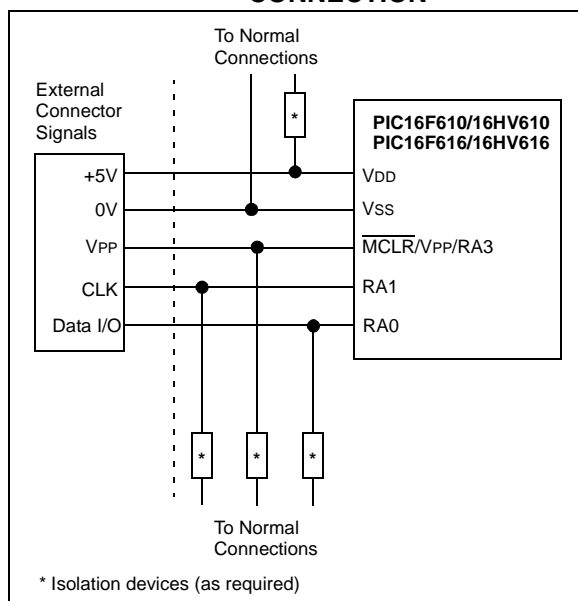 CONNECTION
To Normal
Connections
External
Connector
Signals
*
PIC16F610/16HV610
PIC16F616/16HV616
+5V
VDD
0V
VSS
VPP
MCLR/VPP/RA3
CLK
RA1
Data I/O
RA0
*
*
*
To Normal
Connections
* Isolation devices (as required)